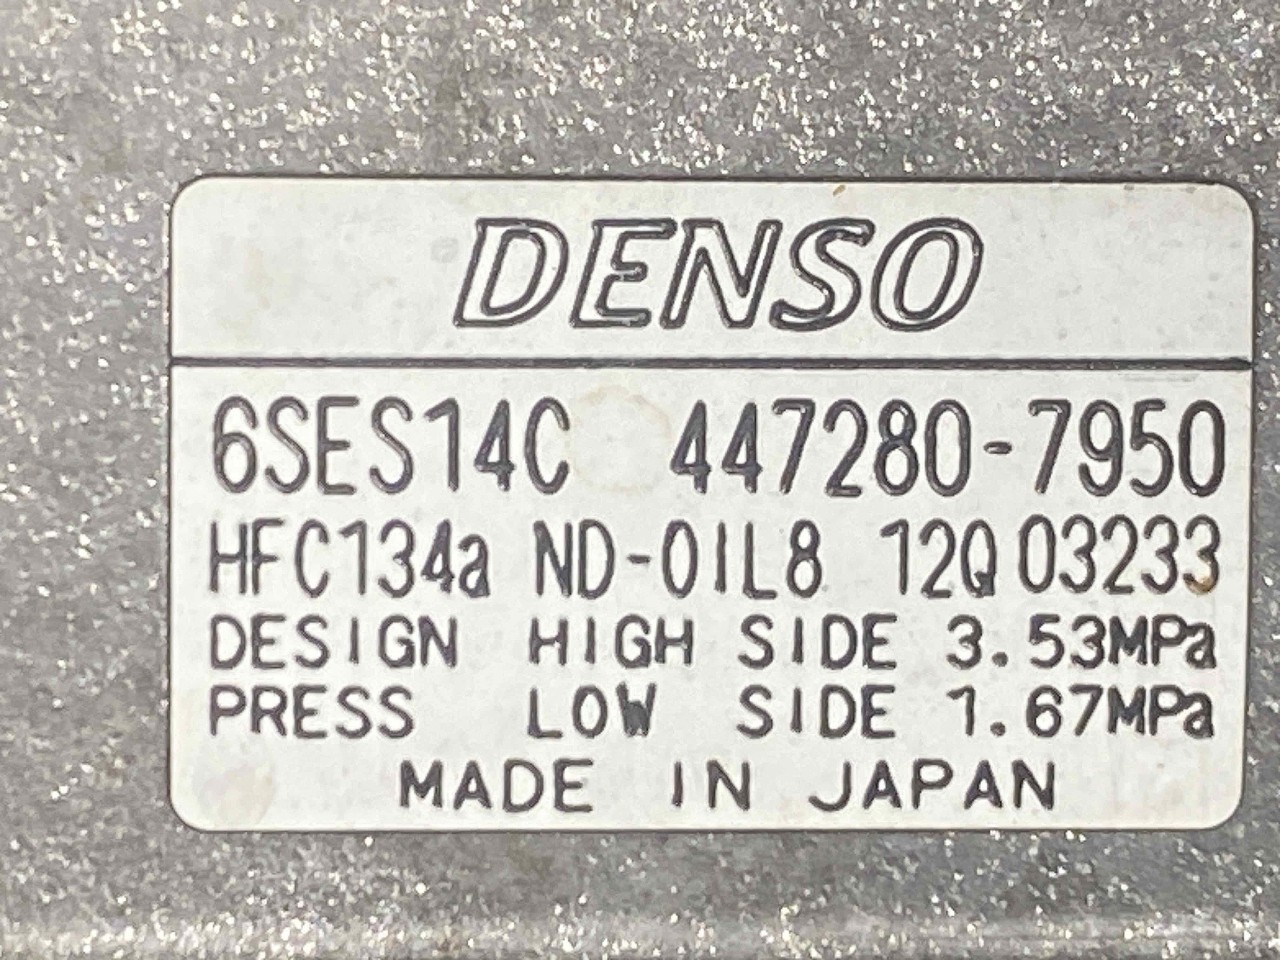 DENSO
6SES14C 447280-7950
HFC134a ND-OIL8 12Q 03233
DESIGN HIGH SIDE 3.53MPa
PRESS LOW SIDE 1.67MPa
MADE IN JAPAN